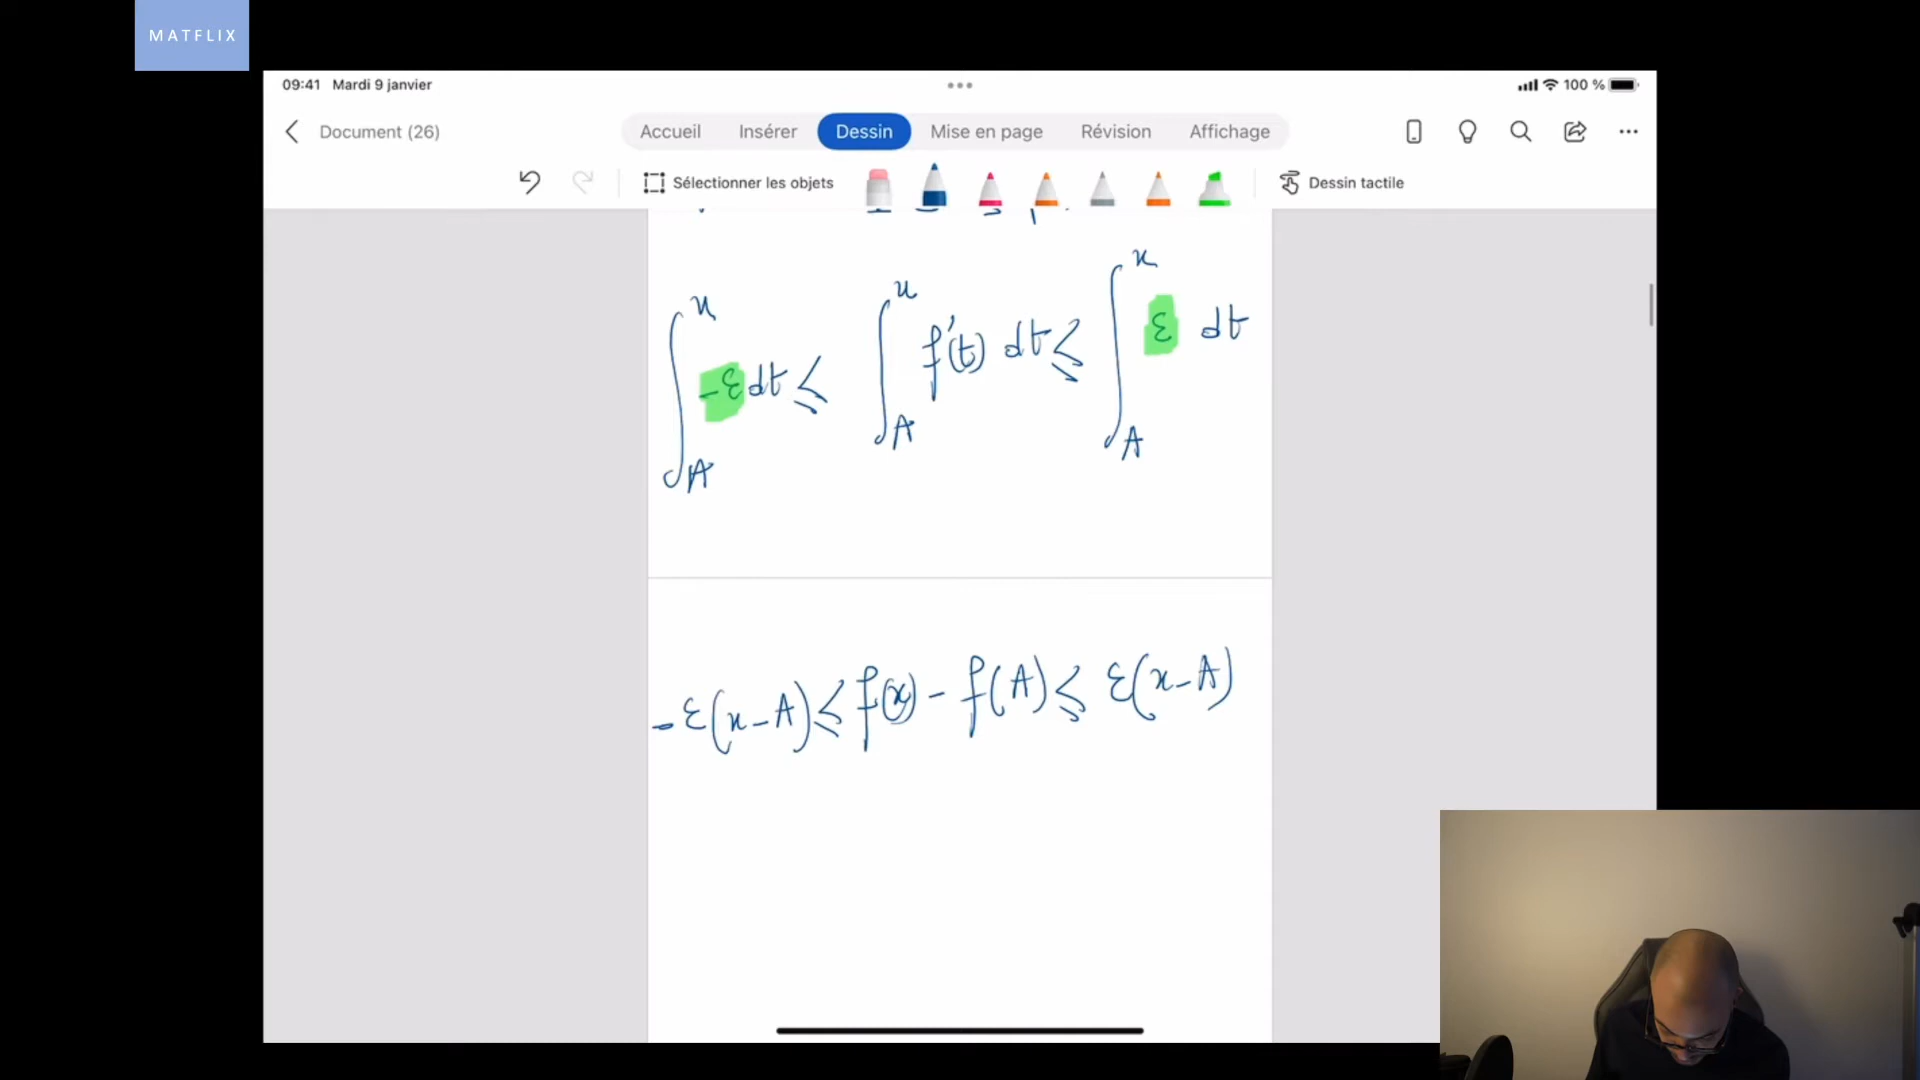 MATFLIX
09:41 Mardi 9 janvier 100 %
Document (26) Accueil Insérer Dessin Mise en page Révision Affichage
Sélectionner les objets Dessin tactile
∫_A^x -ε dt ≤ ∫_A^x f'(t) dt ≤ ∫_A^x ε dt
-ε(x-A) ≤ f(x) - f(A) ≤ ε(x-A)